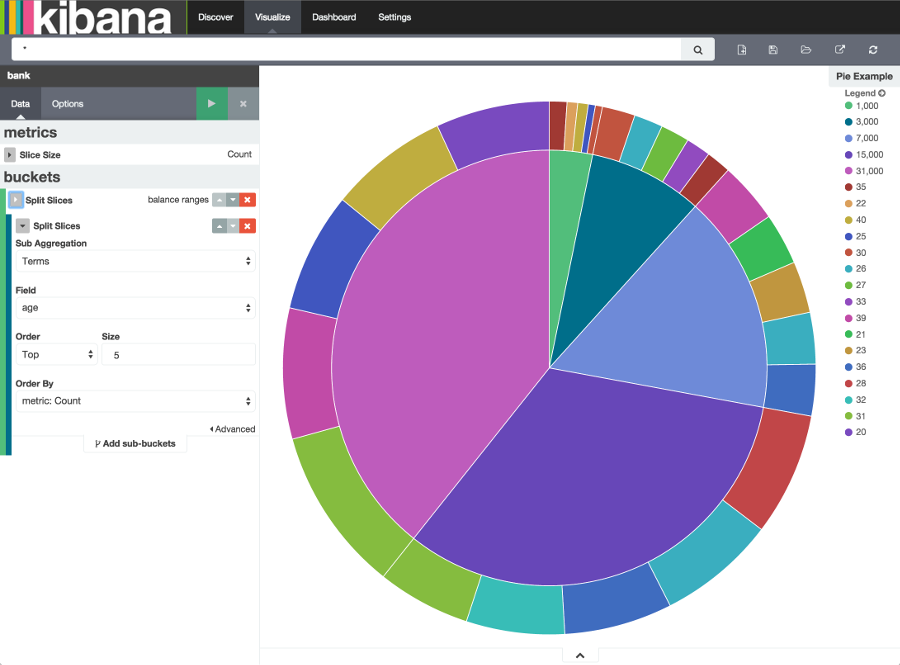 kibana
Discover
Visualize
Dashboard
Settings
*
bank
Data
Options
metrics
Slice Size
Count
buckets
Split Slices
balance ranges
Split Slices
Sub Aggregation
Terms
Field
age
Order
Size
Top
5
Order By
metric: Count
Advanced
Add sub-buckets
Pie Example
Legend
1,000
3,000
7,000
15,000
31,000
35
22
40
25
30
26
27
33
39
21
23
36
28
32
31
20